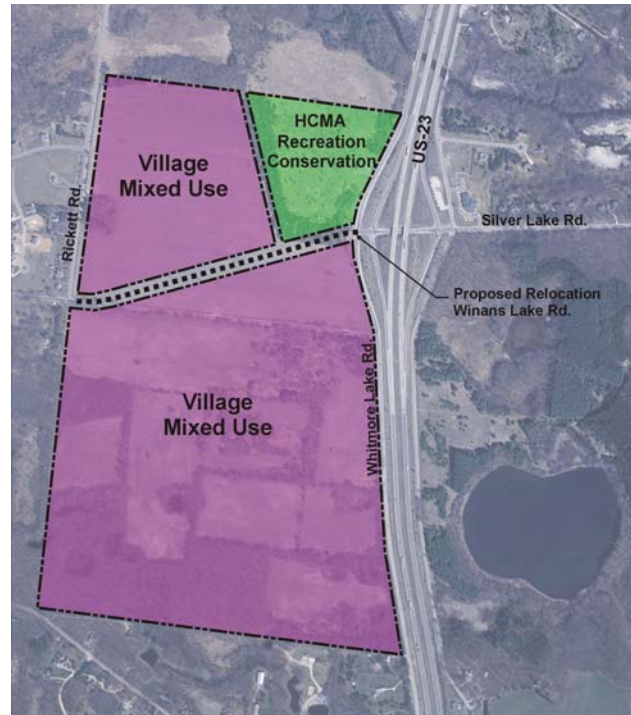 HCMA
Recreation
Conservation
US-23
Village
Mixed Use
Rickett Rd.
Silver Lake Rd.
Proposed Relocation
Winans Lake Rd.
Whitmore Lake Rd.
Village
Mixed Use